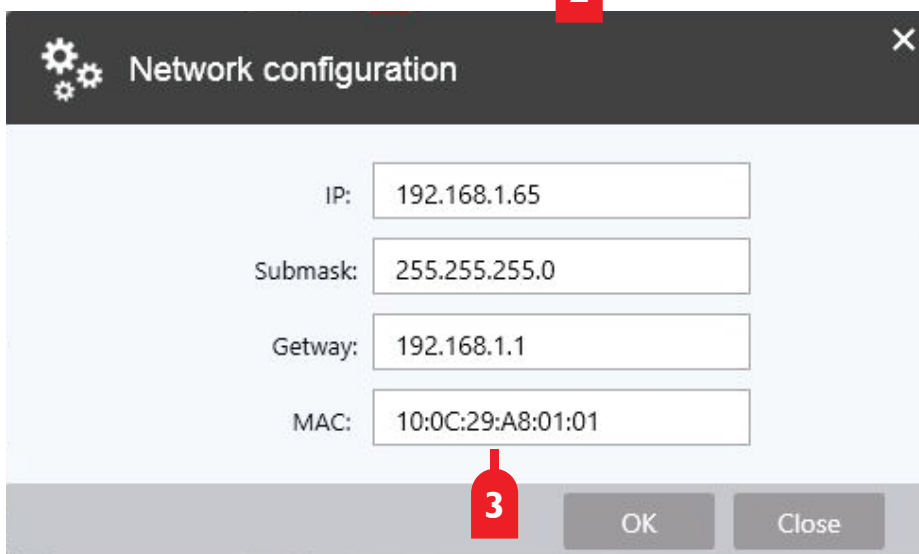 2
Network configuration
IP: 192.168.1.65
Submask: 255.255.255.0
Getway: 192.168.1.1
MAC: 10:0C:29:A8:01:01
3
OK Close